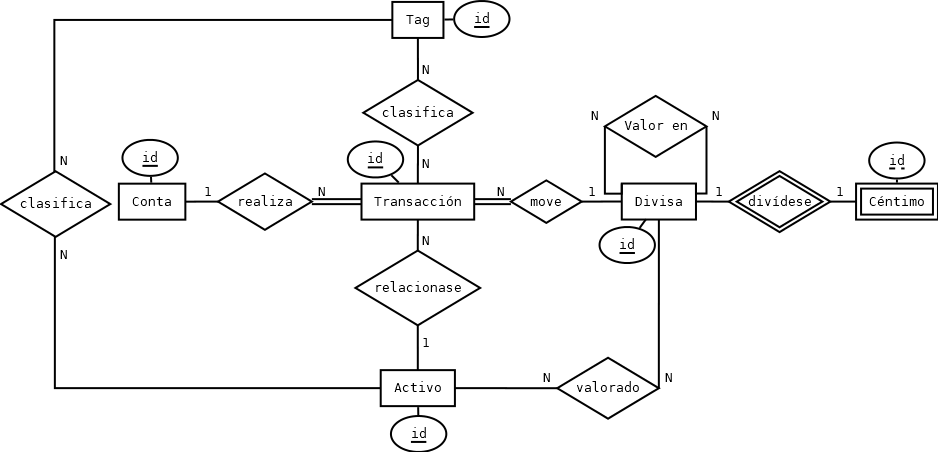 Tag
id
N
clasifica
N
N
Valor en
N
id
id
id
N
clasifica
Conta
1
realiza
N
Transacción
N
move
1
Divisa
1
divídese
1
Céntimo
N
N
id
relacionase
1
Activo
N
valorado
N
id